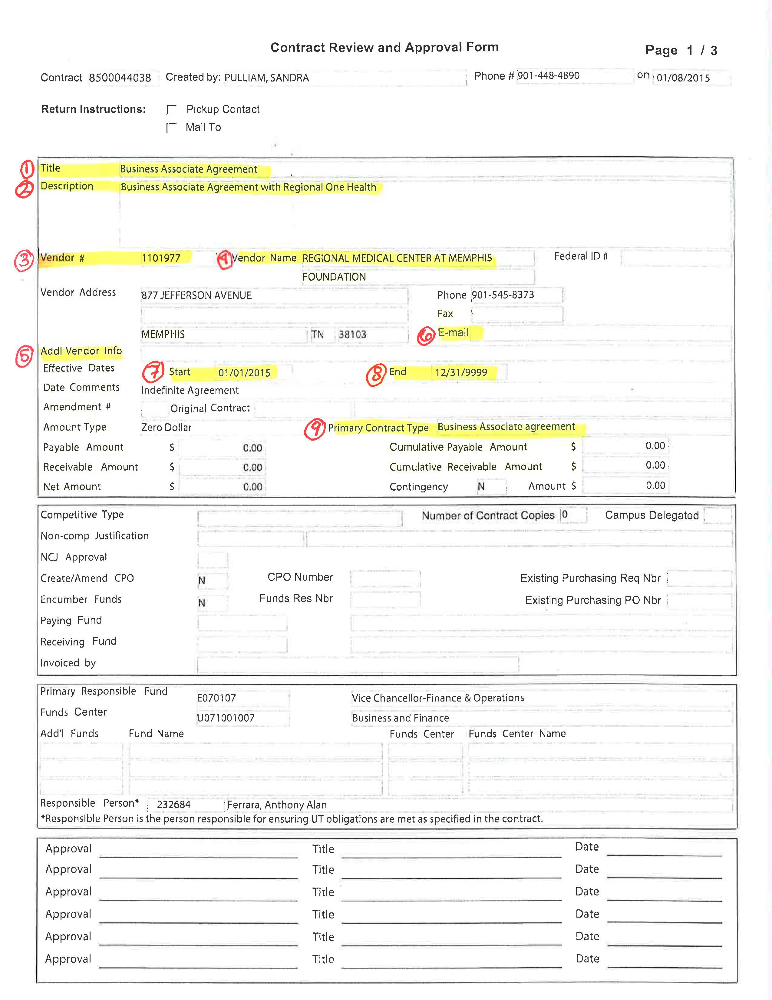 Contract Review and Approval Form
Page 1 / 3
Contract 8500044038 Created by: PULLIAM, SANDRA Phone # 901-448-4890 on 01/08/2015
Return Instructions: Pickup Contact
Mail To
1 Title Business Associate Agreement
2 Description Business Associate Agreement with Regional One Health
3 Vendor # 1101977 4 Vendor Name REGIONAL MEDICAL CENTER AT MEMPHIS Federal ID #
FOUNDATION
Vendor Address 877 JEFFERSON AVENUE Phone 901-545-8373
Fax
MEMPHIS TN 38103 6 E-mail
5 Addl Vendor Info
Effective Dates 7 Start 01/01/2015 8 End 12/31/9999
Date Comments Indefinite Agreement
Amendment # Original Contract
Amount Type Zero Dollar 9 Primary Contract Type Business Associate agreement
Payable Amount $ 0.00 Cumulative Payable Amount $ 0.00
Receivable Amount $ 0.00 Cumulative Receivable Amount $ 0.00
Net Amount $ 0.00 Contingency N Amount $ 0.00
Competitive Type Number of Contract Copies 0 Campus Delegated
Non-comp Justification
NCJ Approval
Create/Amend CPO N CPO Number Existing Purchasing Req Nbr
Encumber Funds N Funds Res Nbr Existing Purchasing PO Nbr
Paying Fund
Receiving Fund
Invoiced by
Primary Responsible Fund E070107 Vice Chancellor-Finance & Operations
Funds Center U071001007 Business and Finance
Add'l Funds Fund Name Funds Center Funds Center Name
Responsible Person* 232684 Ferrara, Anthony Alan
*Responsible Person is the person responsible for ensuring UT obligations are met as specified in the contract.
Approval Title Date
Approval Title Date
Approval Title Date
Approval Title Date
Approval Title Date
Approval Title Date